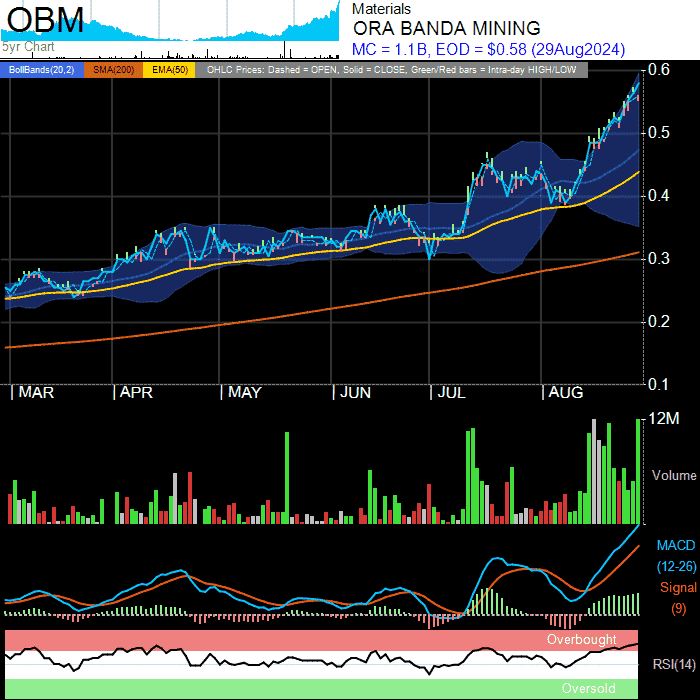 OBM
5yr Chart
Materials
ORA BANDA MINING
MC = 1.1B, EOD = $0.58 (29Aug2024)
BollBands(20,2) SMA(200) EMA(50) OHLC Prices: Dashed = OPEN, Solid = CLOSE, Green/Red bars = Intra-day HIGH/LOW
0.6
0.5
0.4
0.3
0.2
0.1
MAR APR MAY JUN JUL AUG
12M
Volume
MACD
(12-26)
Signal
(9)
Overbought
RSI(14)
Oversold